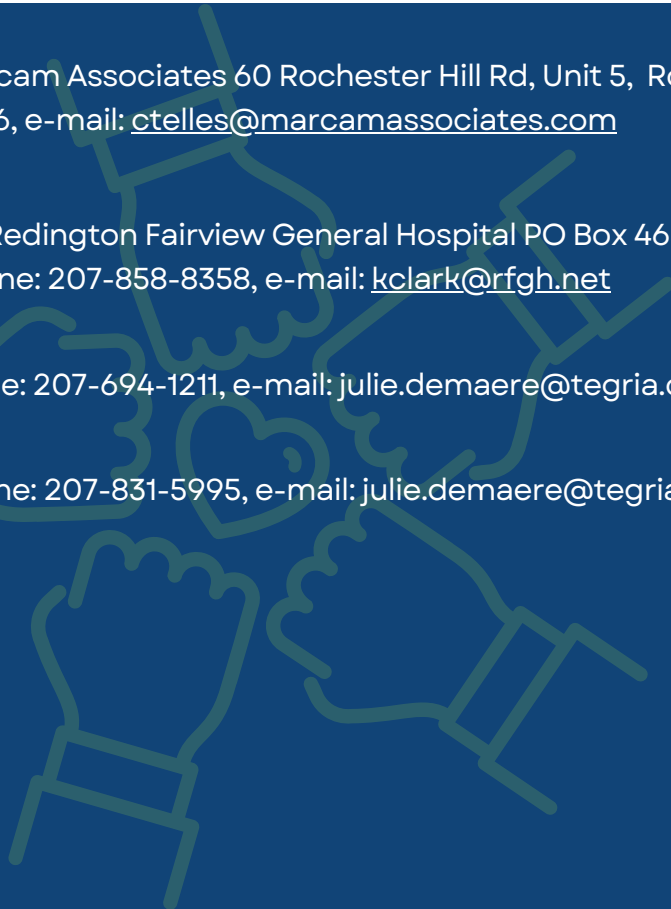 cam Associates 60 Rochester Hill Rd, Unit 5, Ro
6, e-mail: ctelles@marcamassociates.com
Redington Fairview General Hospital PO Box 46
ne: 207-858-8358, e-mail: kclark@rfgh.net
e: 207-694-1211, e-mail: julie.demaere@tegria.c
ne: 207-831-5995, e-mail: julie.demaere@tegria